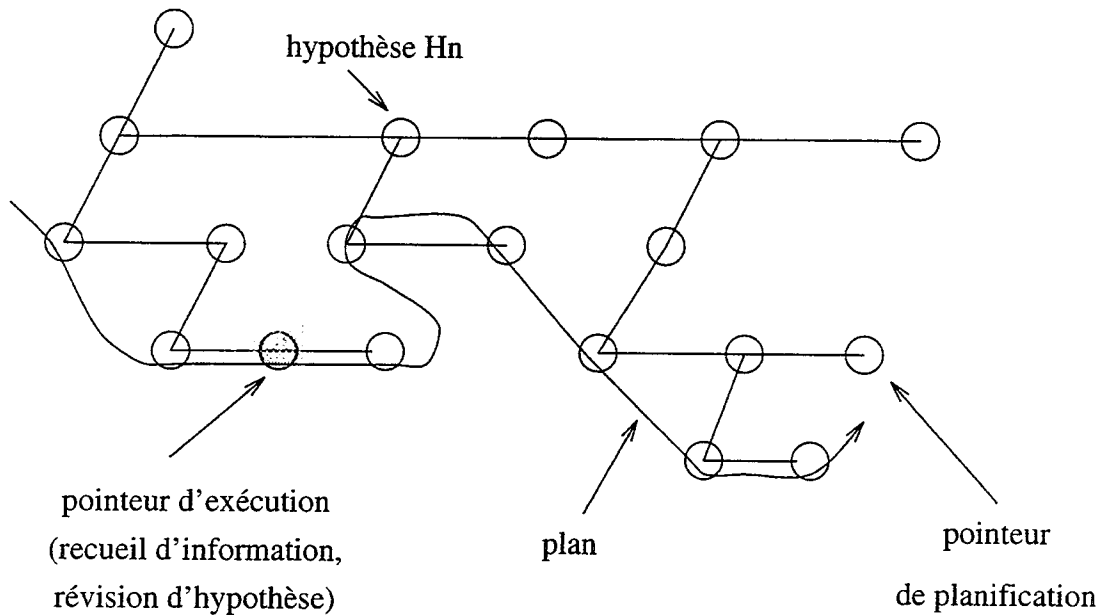 hypothèse Hn
pointeur d'exécution
(recueil d'information,
révision d'hypothèse)
plan
pointeur
de planification